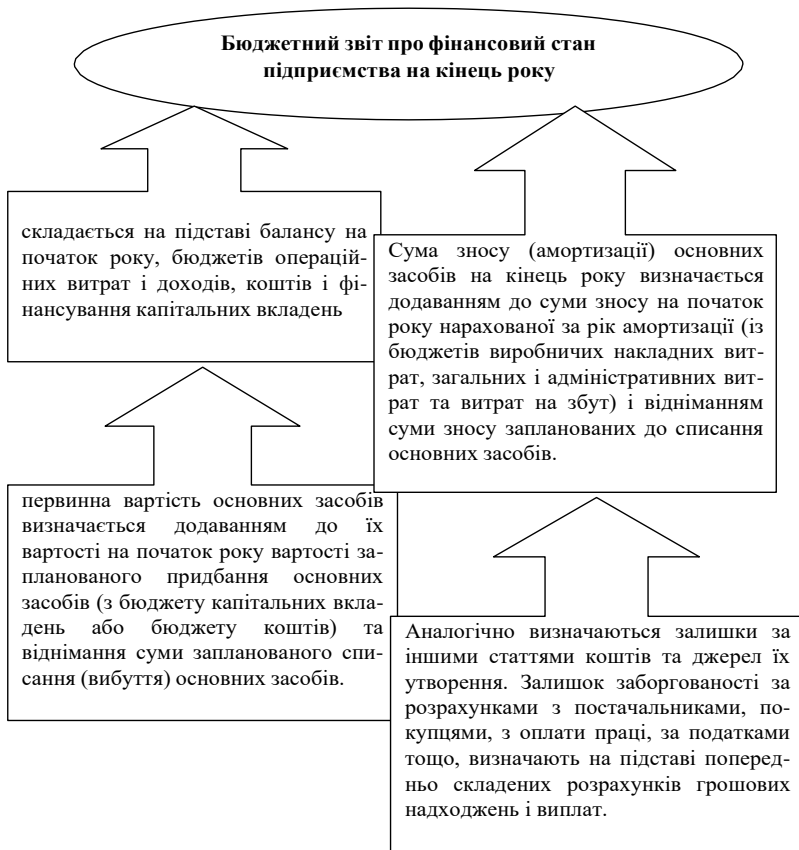 Бюджетний звіт про фінансовий стан
підприємства на кінець року
складається на підставі балансу на
початок року, бюджетів операцій-
них витрат і доходів, коштів і фі-
нансування капітальних вкладень
Сума зносу (амортизації) основних
засобів на кінець року визначається
додаванням до суми зносу на початок
року нарахованої за рік амортизації (із
бюджетів виробничих накладних вит-
рат, загальних і адміністративних вит-
рат та витрат на збут) і відніманням
суми зносу запланованих до списання
основних засобів.
первинна вартість основних засобів
визначається додаванням до їх
вартості на початок року вартості за-
планованого придбання основних
засобів (з бюджету капітальних вкла-
день або бюджету коштів) та
віднімання суми запланованого спи-
сання (вибуття) основних засобів.
Аналогічно визначаються залишки за
іншими статтями коштів та джерел їх
утворення. Залишок заборгованості за
розрахунками з постачальниками, по-
купцями, з оплати праці, за податками
тощо, визначають на підставі поперед-
ньо складених розрахунків грошових
надходжень і виплат.